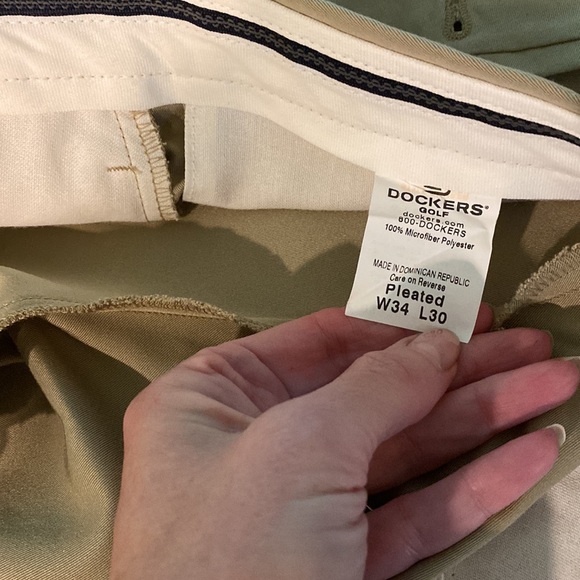 DOCKERS®
GOLF
dockers.com
800-DOCKERS
100% Microfiber Polyester
MADE IN DOMINICAN REPUBLIC
Care on Reverse
Pleated
W34 L30